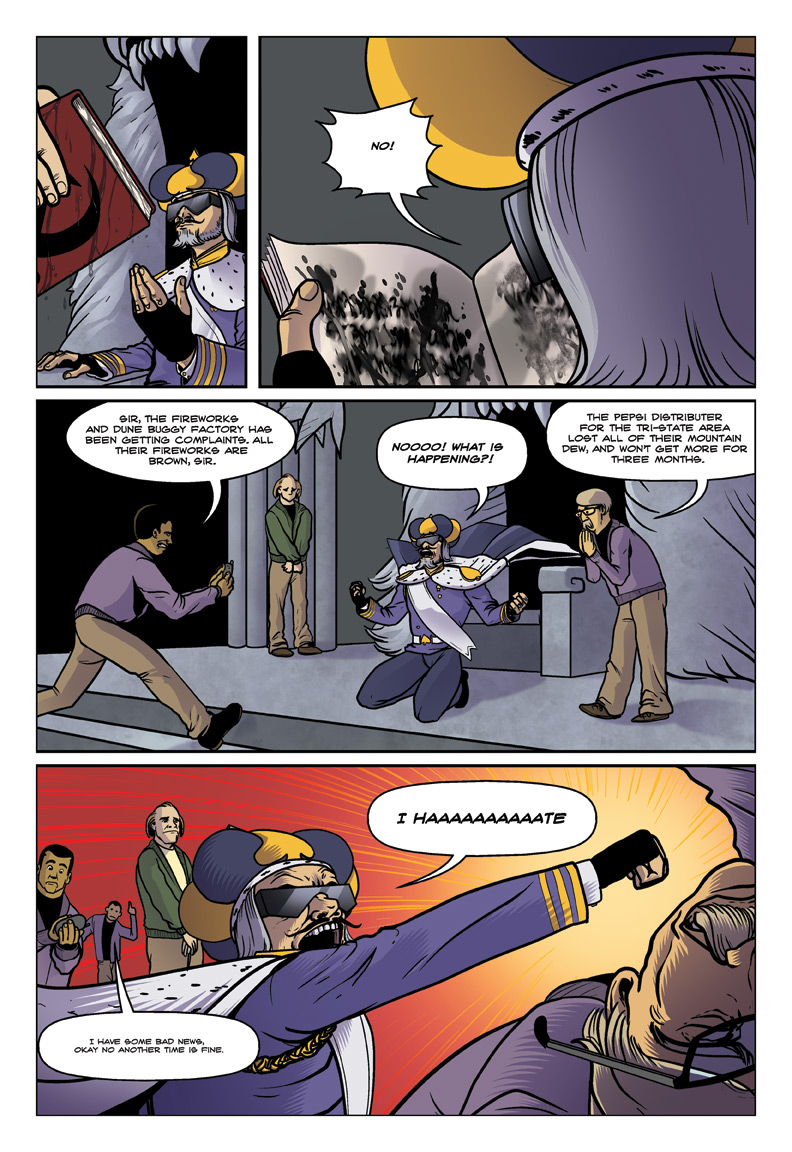 NO!
SIR, THE FIREWORKS
AND DUNE BUGGY FACTORY HAS
BEEN GETTING COMPLAINTS. ALL
THEIR FIREWORKS ARE
BROWN, SIR.
NOOOO! WHAT IS
HAPPENING?!
THE PEPSI DISTRIBUTER
FOR THE TRI-STATE AREA
LOST ALL OF THEIR MOUNTAIN
DEW, AND WON'T GET MORE FOR
THREE MONTHS.
I HAAAAAAAAAATE
I HAVE SOME BAD NEWS,
OKAY NO ANOTHER TIME IS FINE.